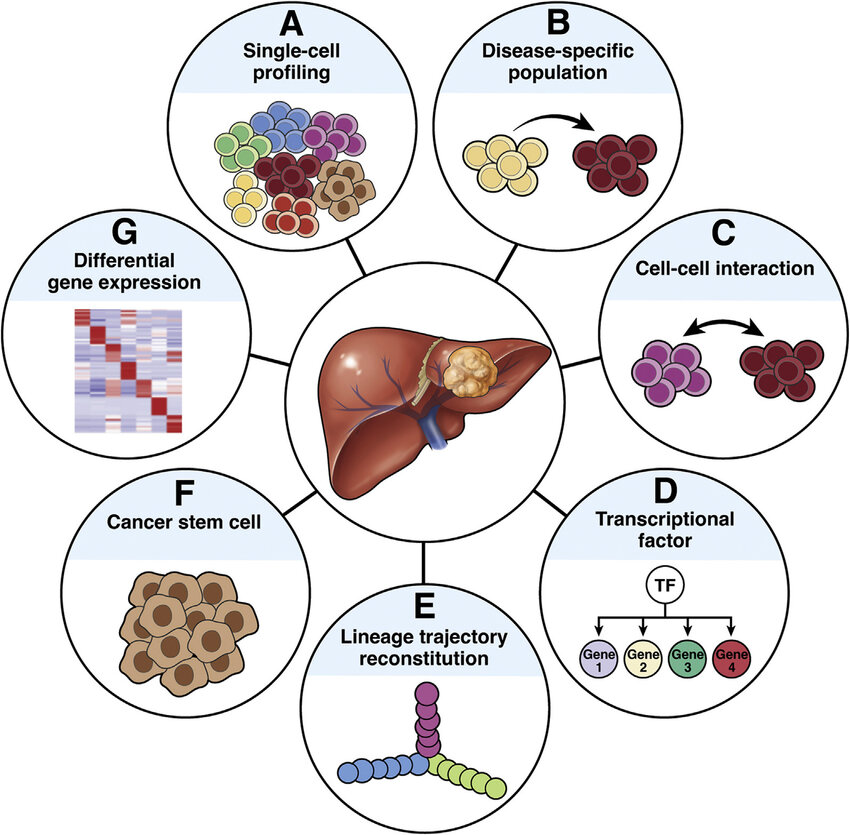 A
Single-cell
profiling
B
Disease-specific
population
C
Cell-cell interaction
D
Transcriptional
factor
TF
Gene
1
Gene
2
Gene
3
Gene
4
E
Lineage trajectory
reconstitution
F
Cancer stem cell
G
Differential
gene expression